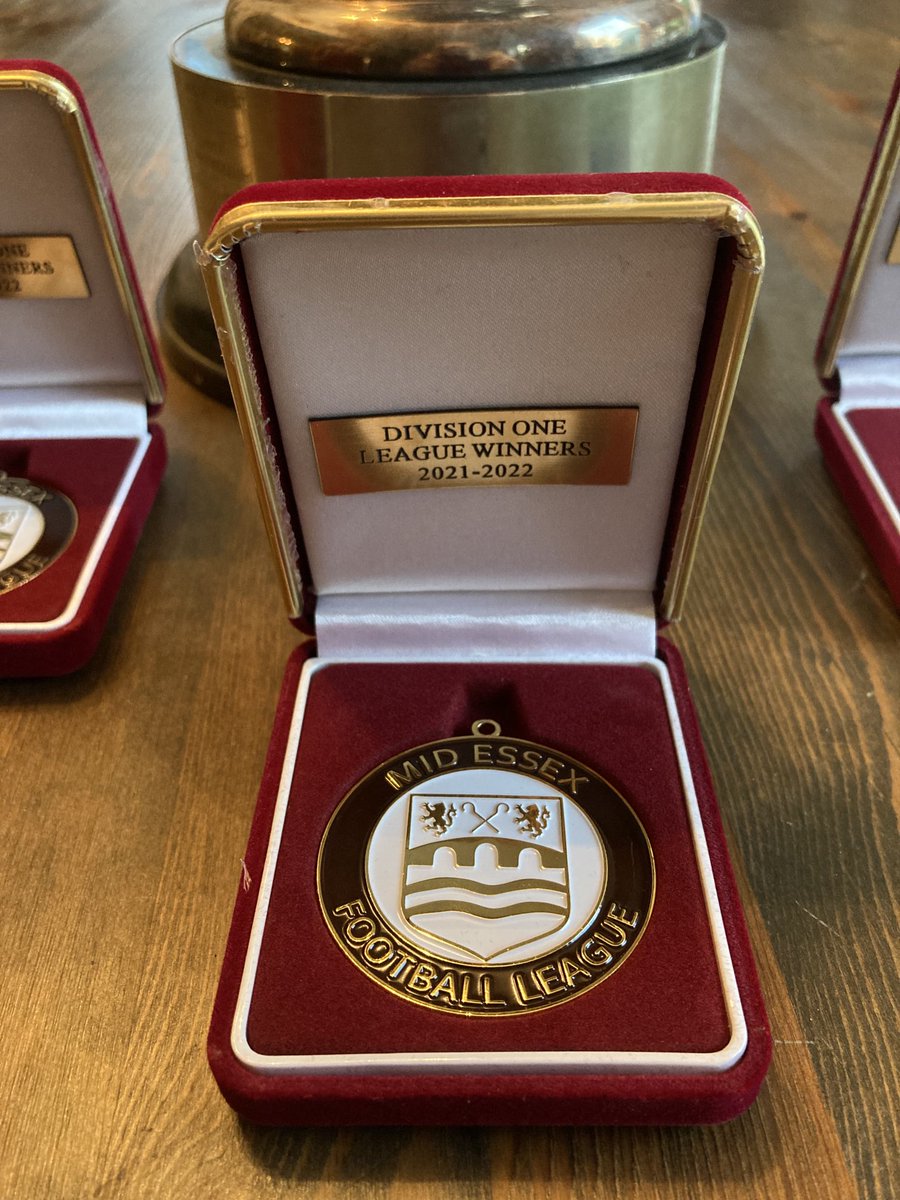 DIVISION ONE
LEAGUE WINNERS
2021-2022
MID ESSEX
FOOTBALL LEAGUE